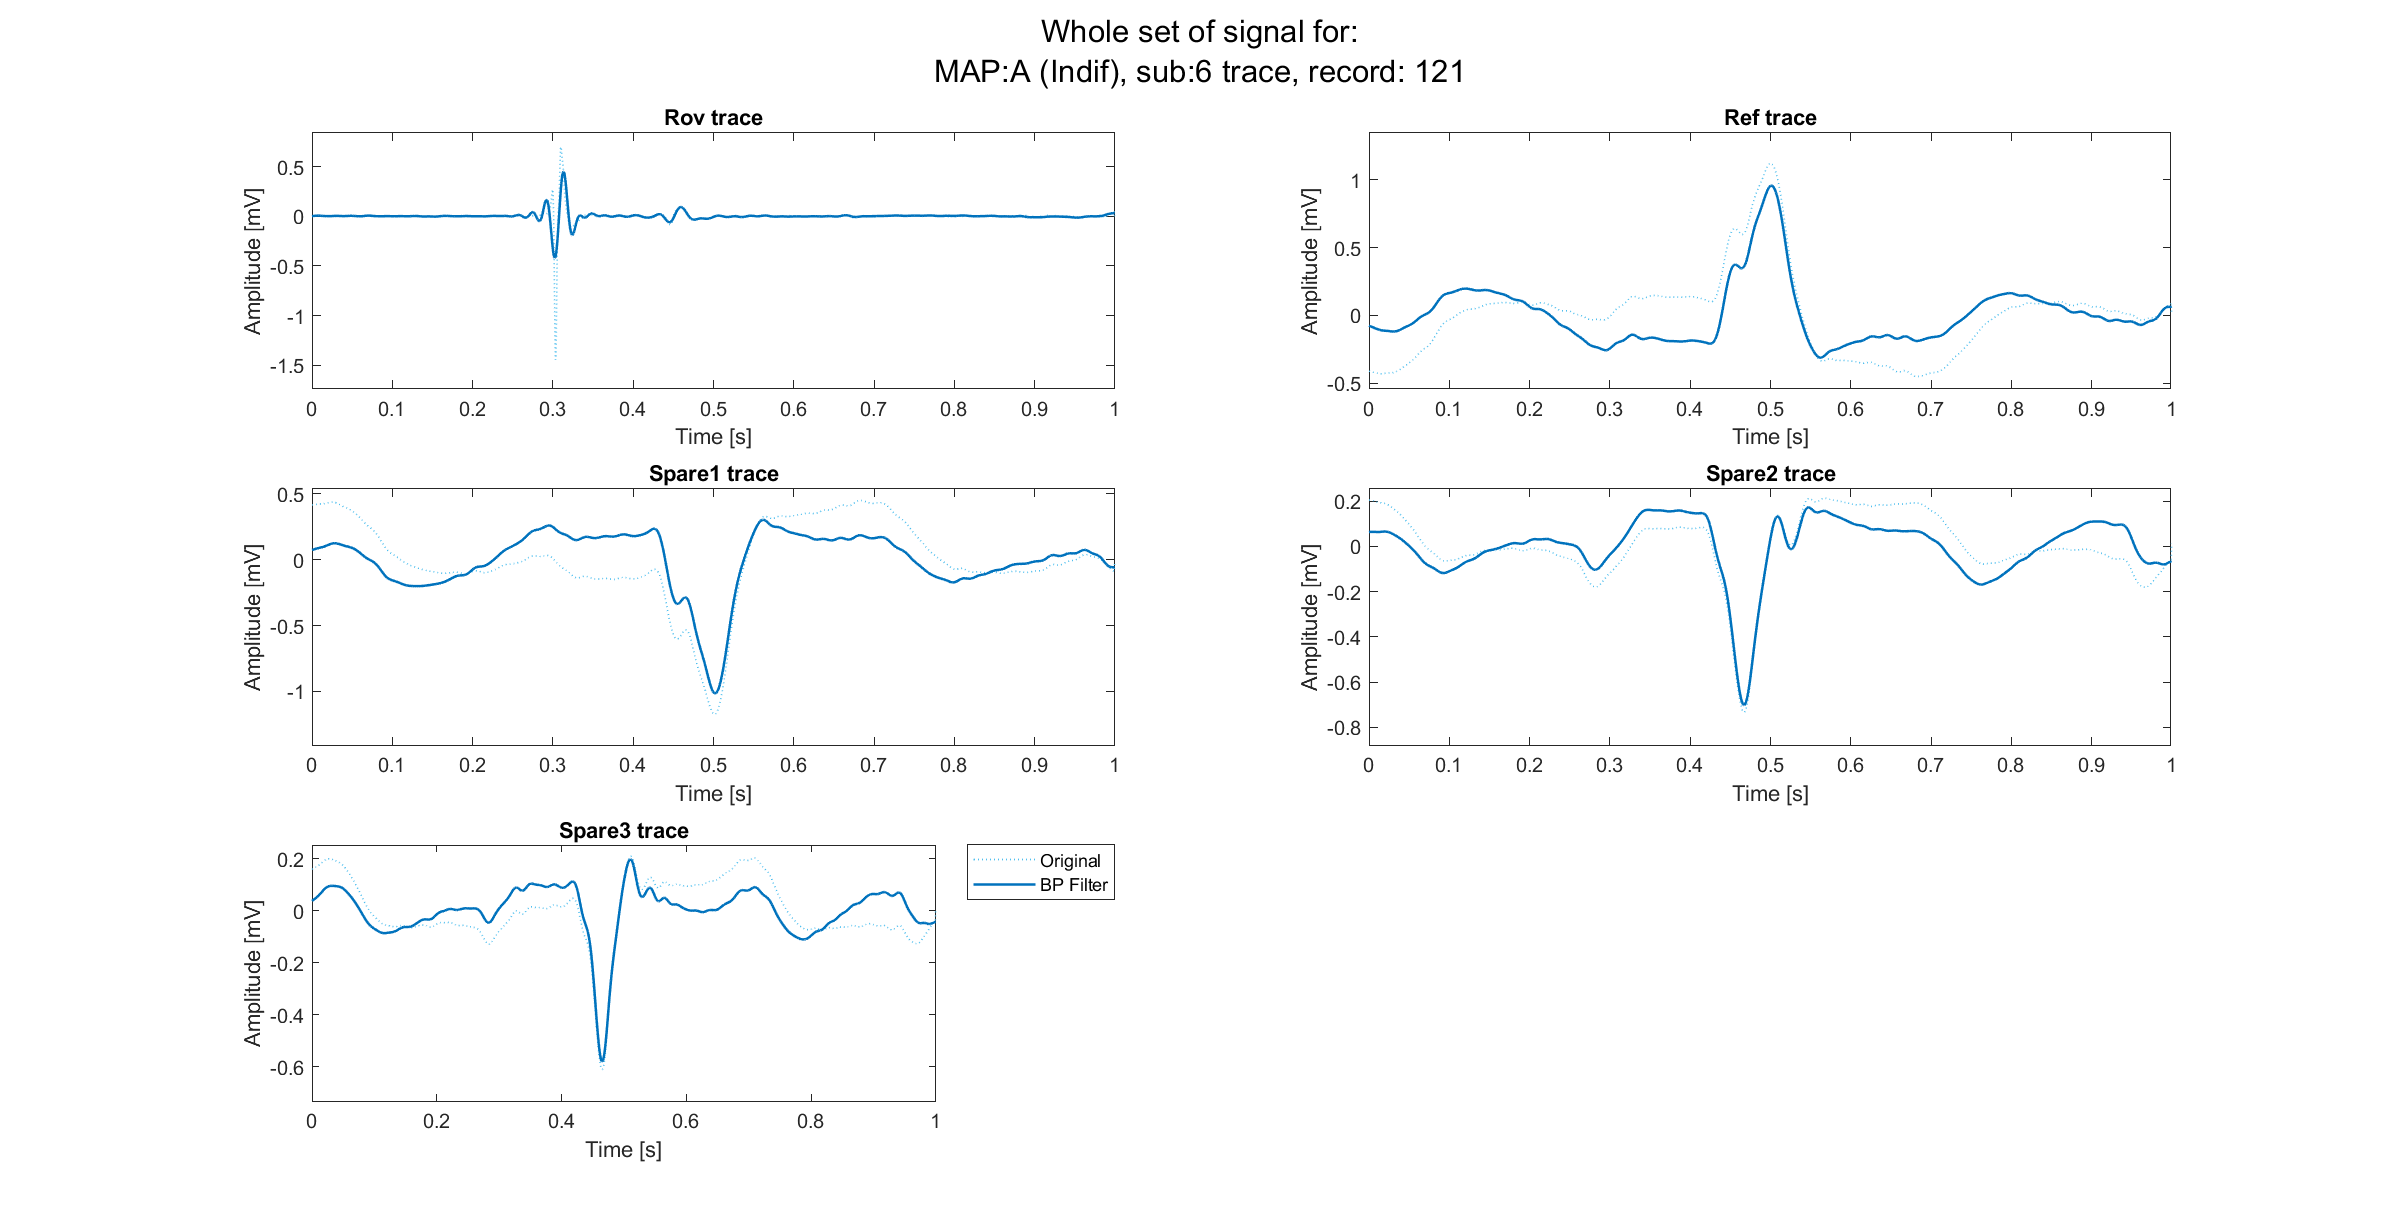 Whole set of signal for:
MAP:A (Indif), sub:6 trace, record: 121
Rov trace
Amplitude [mV]
0.5
0
-0.5
-1
-1.5
0 0.1 0.2 0.3 0.4 0.5 0.6 0.7 0.8 0.9 1
Time [s]
Ref trace
Amplitude [mV]
1
0.5
0
-0.5
0 0.1 0.2 0.3 0.4 0.5 0.6 0.7 0.8 0.9 1
Time [s]
Spare1 trace
Amplitude [mV]
0.5
0
-0.5
-1
0 0.1 0.2 0.3 0.4 0.5 0.6 0.7 0.8 0.9 1
Time [s]
Spare2 trace
Amplitude [mV]
0.2
0
-0.2
-0.4
-0.6
-0.8
0 0.1 0.2 0.3 0.4 0.5 0.6 0.7 0.8 0.9 1
Time [s]
Spare3 trace
Amplitude [mV]
0.2
0
-0.2
-0.4
-0.6
0 0.2 0.4 0.6 0.8 1
Time [s]
Original
BP Filter